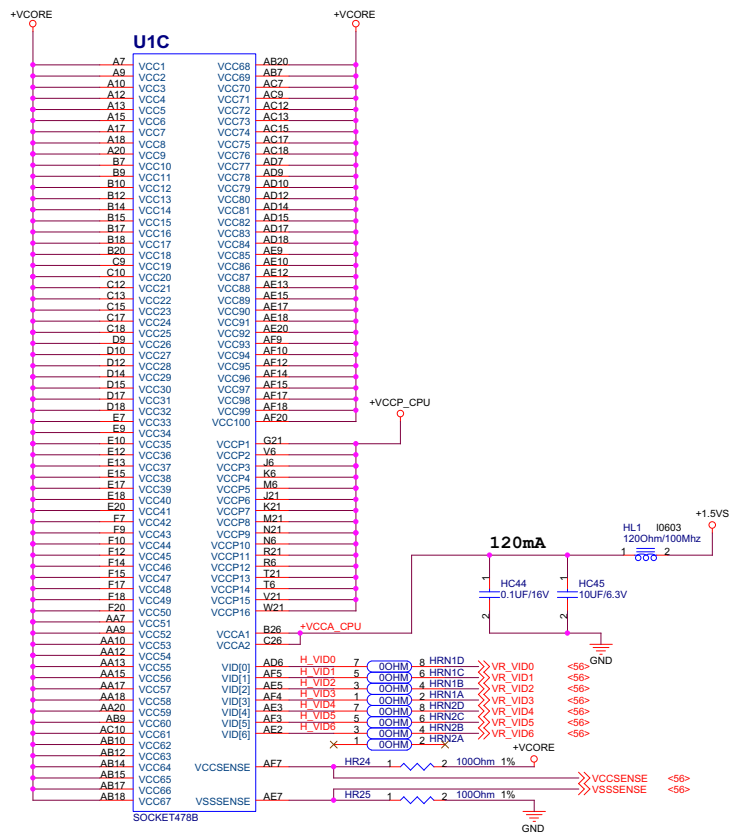 +VCORE
+VCORE
U1C
A7 VCC1 VCC68 AB20
A9 VCC2 VCC69 AB7
A10 VCC3 VCC70 AC7
A12 VCC4 VCC71 AC9
A13 VCC5 VCC72 AC12
A15 VCC6 VCC73 AC13
A17 VCC7 VCC74 AC15
A18 VCC8 VCC75 AC17
A20 VCC9 VCC76 AC18
B7 VCC10 VCC77 AD7
B9 VCC11 VCC78 AD9
B10 VCC12 VCC79 AD10
B12 VCC13 VCC80 AD12
B14 VCC14 VCC81 AD14
B15 VCC15 VCC82 AD15
B17 VCC16 VCC83 AD17
B18 VCC17 VCC84 AD18
B20 VCC18 VCC85 AE9
C9 VCC19 VCC86 AE10
C10 VCC20 VCC87 AE12
C12 VCC21 VCC88 AE13
C13 VCC22 VCC89 AE15
C15 VCC23 VCC90 AE17
C17 VCC24 VCC91 AE18
C18 VCC25 VCC92 AE20
D9 VCC26 VCC93 AF9
D10 VCC27 VCC94 AF10
D12 VCC28 VCC95 AF12
D14 VCC29 VCC96 AF14
D15 VCC30 VCC97 AF15
D17 VCC31 VCC98 AF17
D18 VCC32 VCC99 AF18
E7 VCC33 VCC100 AF20
+VCCP_CPU
E9 VCC34
E10 VCC35 VCCP1 G21
E12 VCC36 VCCP2 V6
E13 VCC37 VCCP3 J6
E15 VCC38 VCCP4 K6
E17 VCC39 VCCP5 M6
E18 VCC40 VCCP6 J21
E20 VCC41 VCCP7 K21
F7 VCC42 VCCP8 M21
F9 VCC43 VCCP9 N21
F10 VCC44 VCCP10 N6
F12 VCC45 VCCP11 R21
F14 VCC46 VCCP12 R6
F15 VCC47 VCCP13 T21
F17 VCC48 VCCP14 T6
F18 VCC49 VCCP15 V21
F20 VCC50 VCCP16 W21
AA7 VCC51
AA9 VCC52 VCCA1 B26
AA10 VCC53 VCCA2 C26
AA12 VCC54
AA13 VCC55 VID[0] AD6
AA15 VCC56 VID[1] AF5
AA17 VCC57 VID[2] AE5
AA18 VCC58 VID[3] AF4
AA20 VCC59 VID[4] AE3
AB9 VCC60 VID[5] AF3
AC10 VCC61 VID[6] AE2
AB10 VCC62
AB12 VCC63
AB14 VCC64 VCCSENSE AF7
AB15 VCC65
AB17 VCC66
AB18 VCC67 VSSSENSE AE7
SOCKET478B
+1.5VS
HL1 l0603
120Ohm/100Mhz
1 2
120mA
1 HC44 0.1UF/16V 2
1 HC45 10UF/6.3V 2
GND
+VCCA_CPU
H_VID0 7 0OHM 8 HRN1D VR_VID0 <56>
H_VID1 5 0OHM 6 HRN1C VR_VID1 <56>
H_VID2 3 0OHM 4 HRN1B VR_VID2 <56>
H_VID3 1 0OHM 2 HRN1A VR_VID3 <56>
H_VID4 7 0OHM 8 HRN2D VR_VID4 <56>
H_VID5 5 0OHM 6 HRN2C VR_VID5 <56>
H_VID6 3 0OHM 4 HRN2B VR_VID6 <56>
1 0OHM 2 HRN2A
+VCORE
HR24 1 2 100Ohm 1%
VCCSENSE <56>
VSSSENSE <56>
HR25 1 2 100Ohm 1%
GND